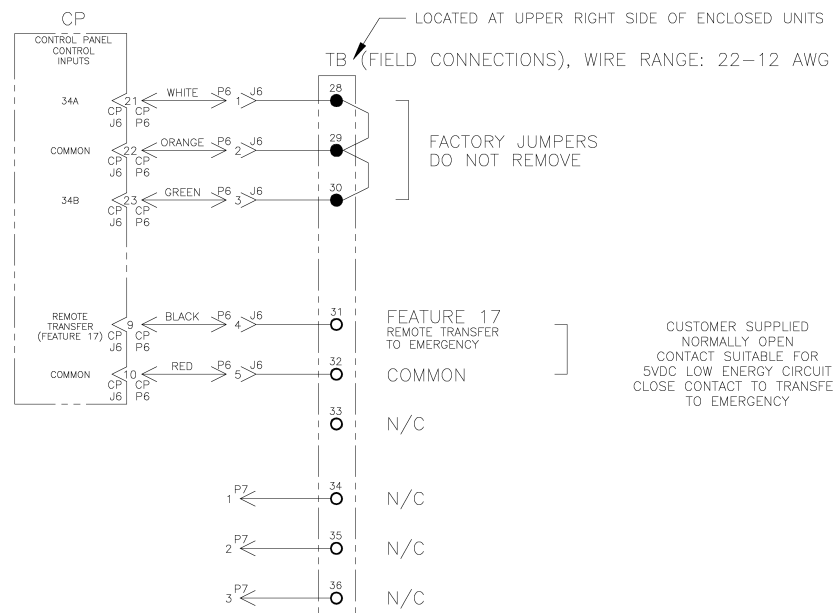 CP
LOCATED AT UPPER RIGHT SIDE OF ENCLOSED UNITS
CONTROL PANEL
CONTROL
INPUTS
TB (FIELD CONNECTIONS), WIRE RANGE: 22-12 AWG
34A
21
WHITE
P6
1
J6
28
CP CP
J6 P6
COMMON
22
ORANGE
P6
2
J6
29
CP CP
J6 P6
FACTORY JUMPERS
DO NOT REMOVE
34B
23
GREEN
P6
3
J6
30
CP CP
J6 P6
REMOTE
TRANSFER
(FEATURE 17)
9
BLACK
P6
4
J6
31
CP CP
J6 P6
FEATURE 17
REMOTE TRANSFER
TO EMERGENCY
COMMON
10
RED
P6
5
J6
32
CP CP
J6 P6
COMMON
CUSTOMER SUPPLIED
NORMALLY OPEN
CONTACT SUITABLE FOR
5VDC LOW ENERGY CIRCUIT
CLOSE CONTACT TO TRANSFE
TO EMERGENCY
33
N/C
1
P7
34
N/C
2
P7
35
N/C
3
P7
36
N/C